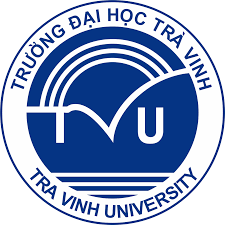 TRƯỜNG ĐẠI HỌC TRÀ VINH
TVU
TRA VINH UNIVERSITY